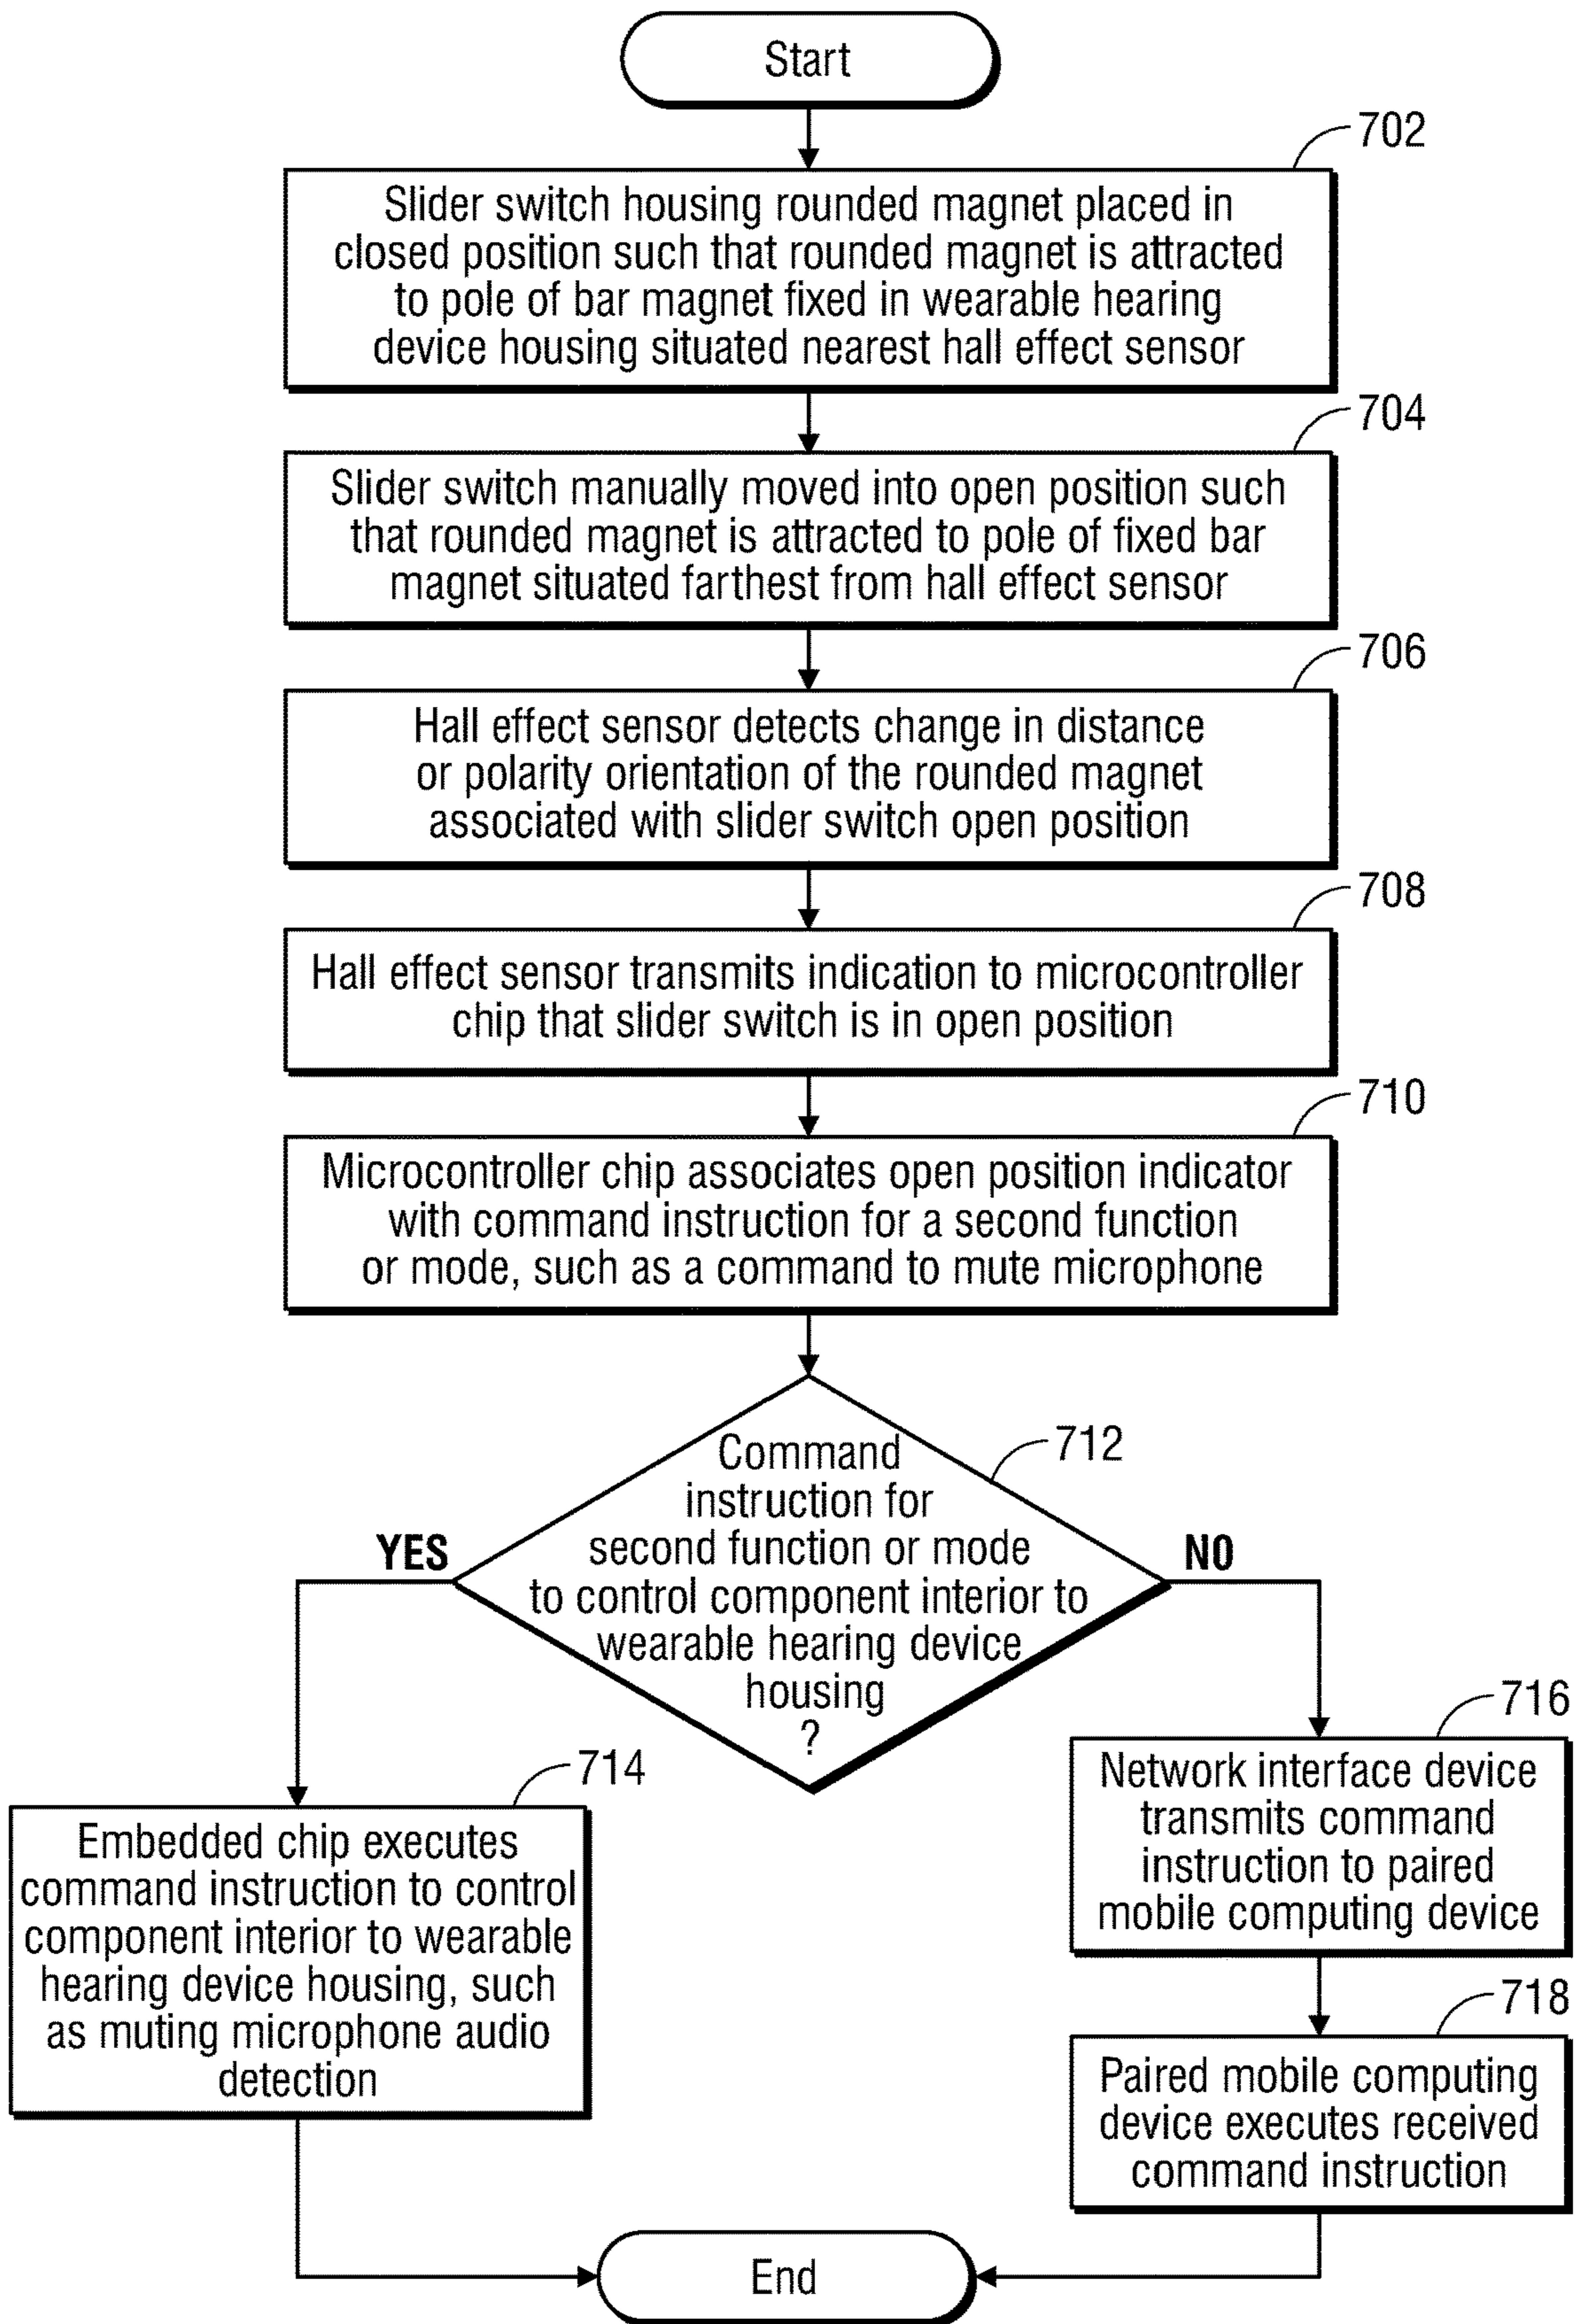 Start
702
Slider switch housing rounded magnet placed in
closed position such that rounded magnet is attracted
to pole of bar magnet fixed in wearable hearing
device housing situated nearest hall effect sensor
704
Slider switch manually moved into open position such
that rounded magnet is attracted to pole of fixed bar
magnet situated farthest from hall effect sensor
706
Hall effect sensor detects change in distance
or polarity orientation of the rounded magnet
associated with slider switch open position
708
Hall effect sensor transmits indication to microcontroller
chip that slider switch is in open position
710
Microcontroller chip associates open position indicator
with command instruction for a second function
or mode, such as a command to mute microphone
712
Command
instruction for
second function or mode
to control component interior to
wearable hearing device
housing
?
YES
NO
714
Embedded chip executes
command instruction to control
component interior to wearable
hearing device housing, such
as muting microphone audio
detection
716
Network interface device
transmits command
instruction to paired
mobile computing device
718
Paired mobile computing
device executes received
command instruction
End